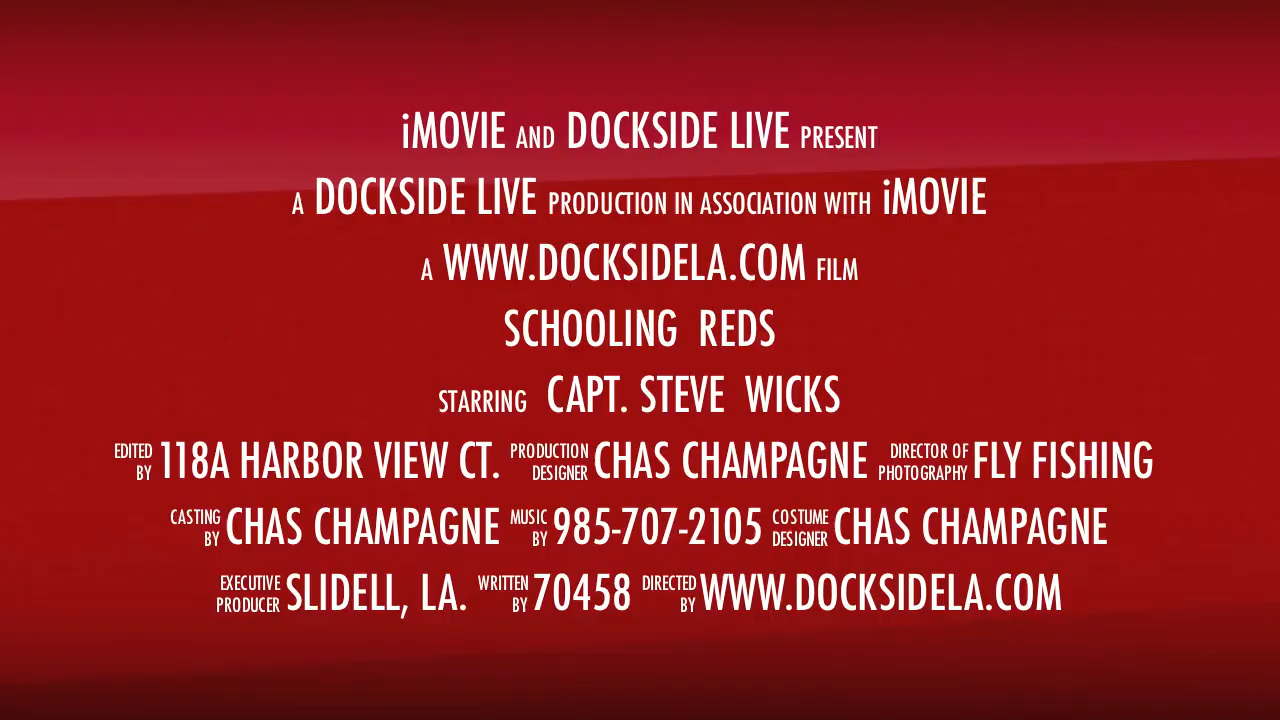 iMOVIE AND DOCKSIDE LIVE PRESENT
A DOCKSIDE LIVE PRODUCTION IN ASSOCIATION WITH iMOVIE
A WWW.DOCKSIDELA.COM FILM
SCHOOLING REDS
STARRING CAPT. STEVE WICKS
EDITED BY 118A HARBOR VIEW CT. PRODUCTION DESIGNER CHAS CHAMPAGNE DIRECTOR OF PHOTOGRAPHY FLY FISHING
CASTING BY CHAS CHAMPAGNE MUSIC BY 985-707-2105 COSTUME DESIGNER CHAS CHAMPAGNE
EXECUTIVE PRODUCER SLIDELL, LA. WRITTEN BY 70458 DIRECTED BY WWW.DOCKSIDELA.COM